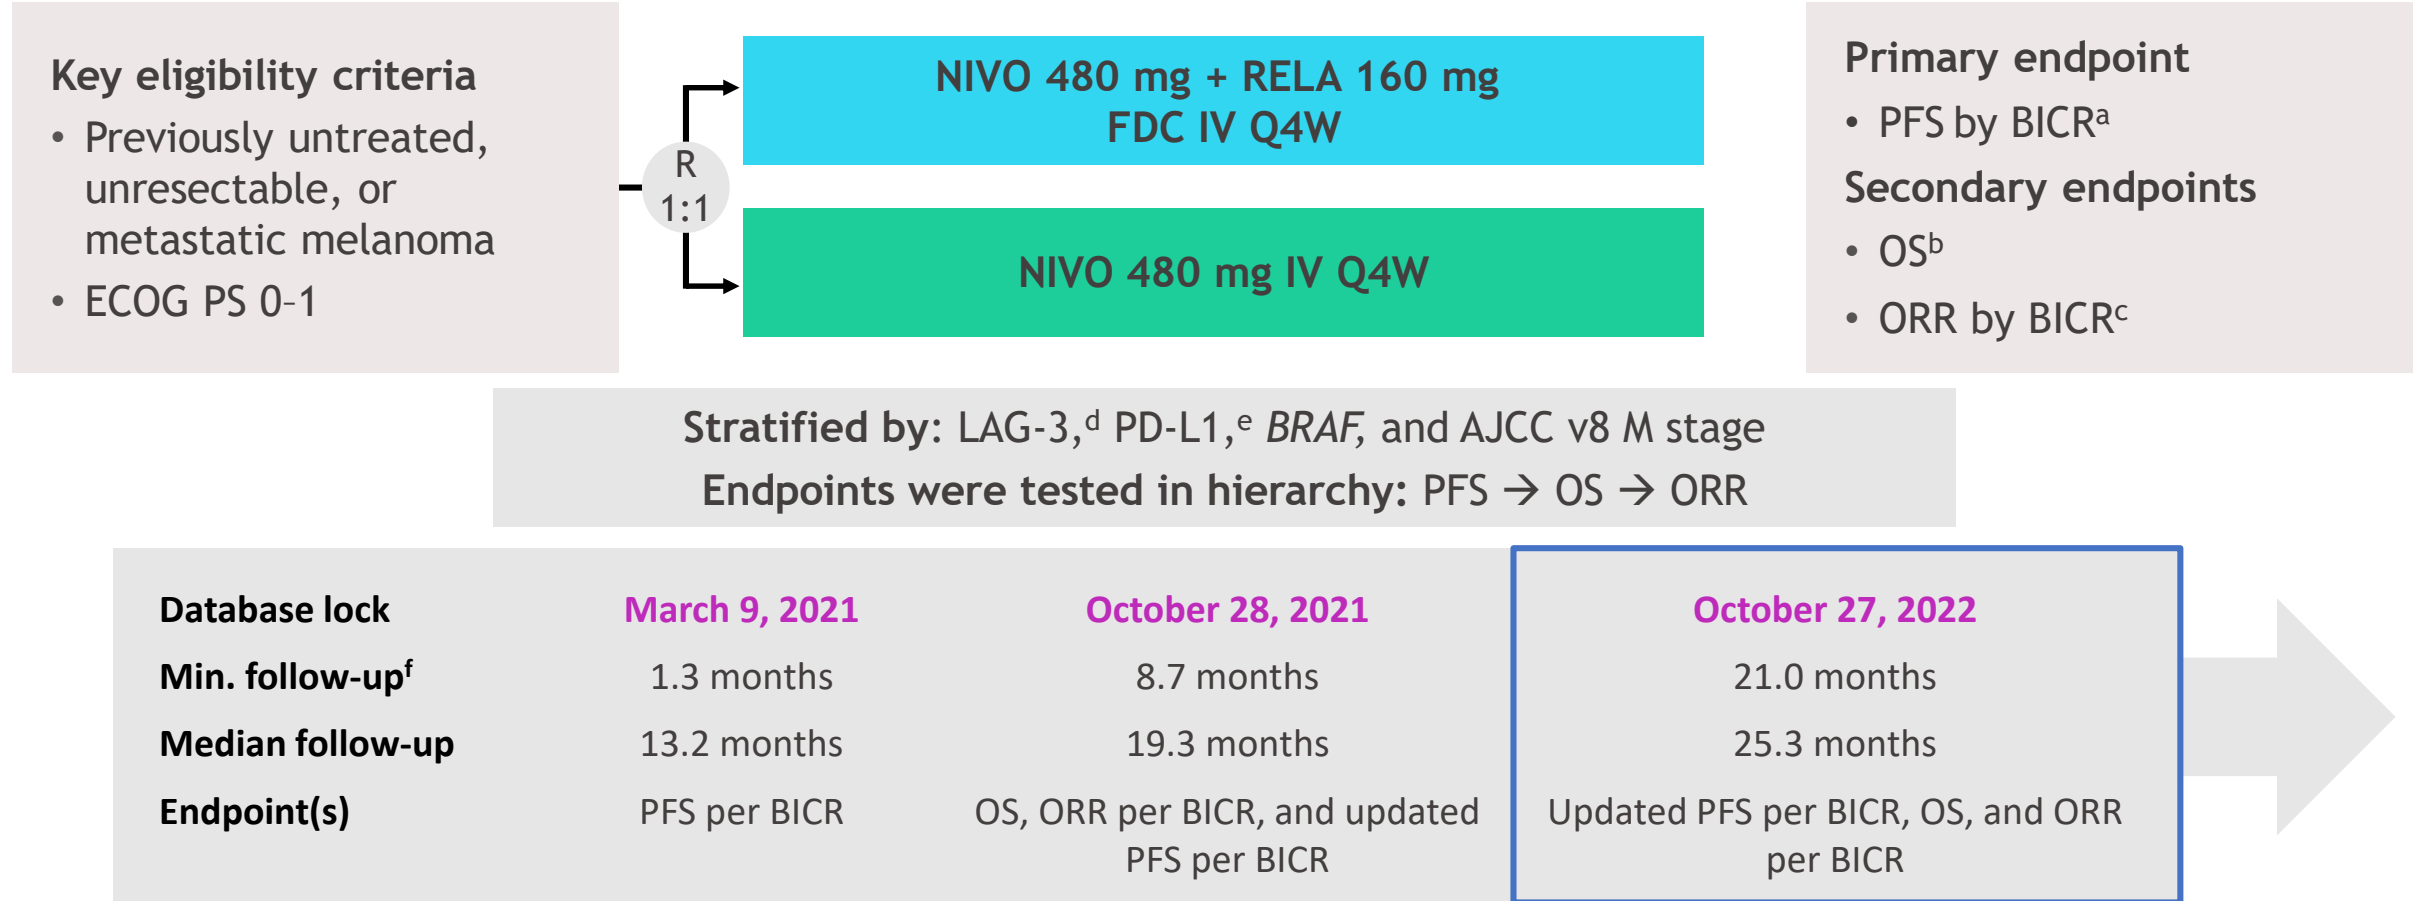 Key eligibility criteria
• Previously untreated,
unresectable, or
metastatic melanoma
• ECOG PS 0–1
R
1:1
NIVO 480 mg + RELA 160 mg
FDC IV Q4W
NIVO 480 mg IV Q4W
Primary endpoint
• PFS by BICRᵃ
Secondary endpoints
• OSᵇ
• ORR by BICRᶜ
Stratified by: LAG-3,ᵈ PD-L1,ᵉ BRAF, and AJCC v8 M stage
Endpoints were tested in hierarchy: PFS → OS → ORR
Database lock March 9, 2021 October 28, 2021 October 27, 2022
Min. follow-upᶠ 1.3 months 8.7 months 21.0 months
Median follow-up 13.2 months 19.3 months 25.3 months
Endpoint(s) PFS per BICR OS, ORR per BICR, and updated Updated PFS per BICR, OS, and ORR
PFS per BICR per BICR